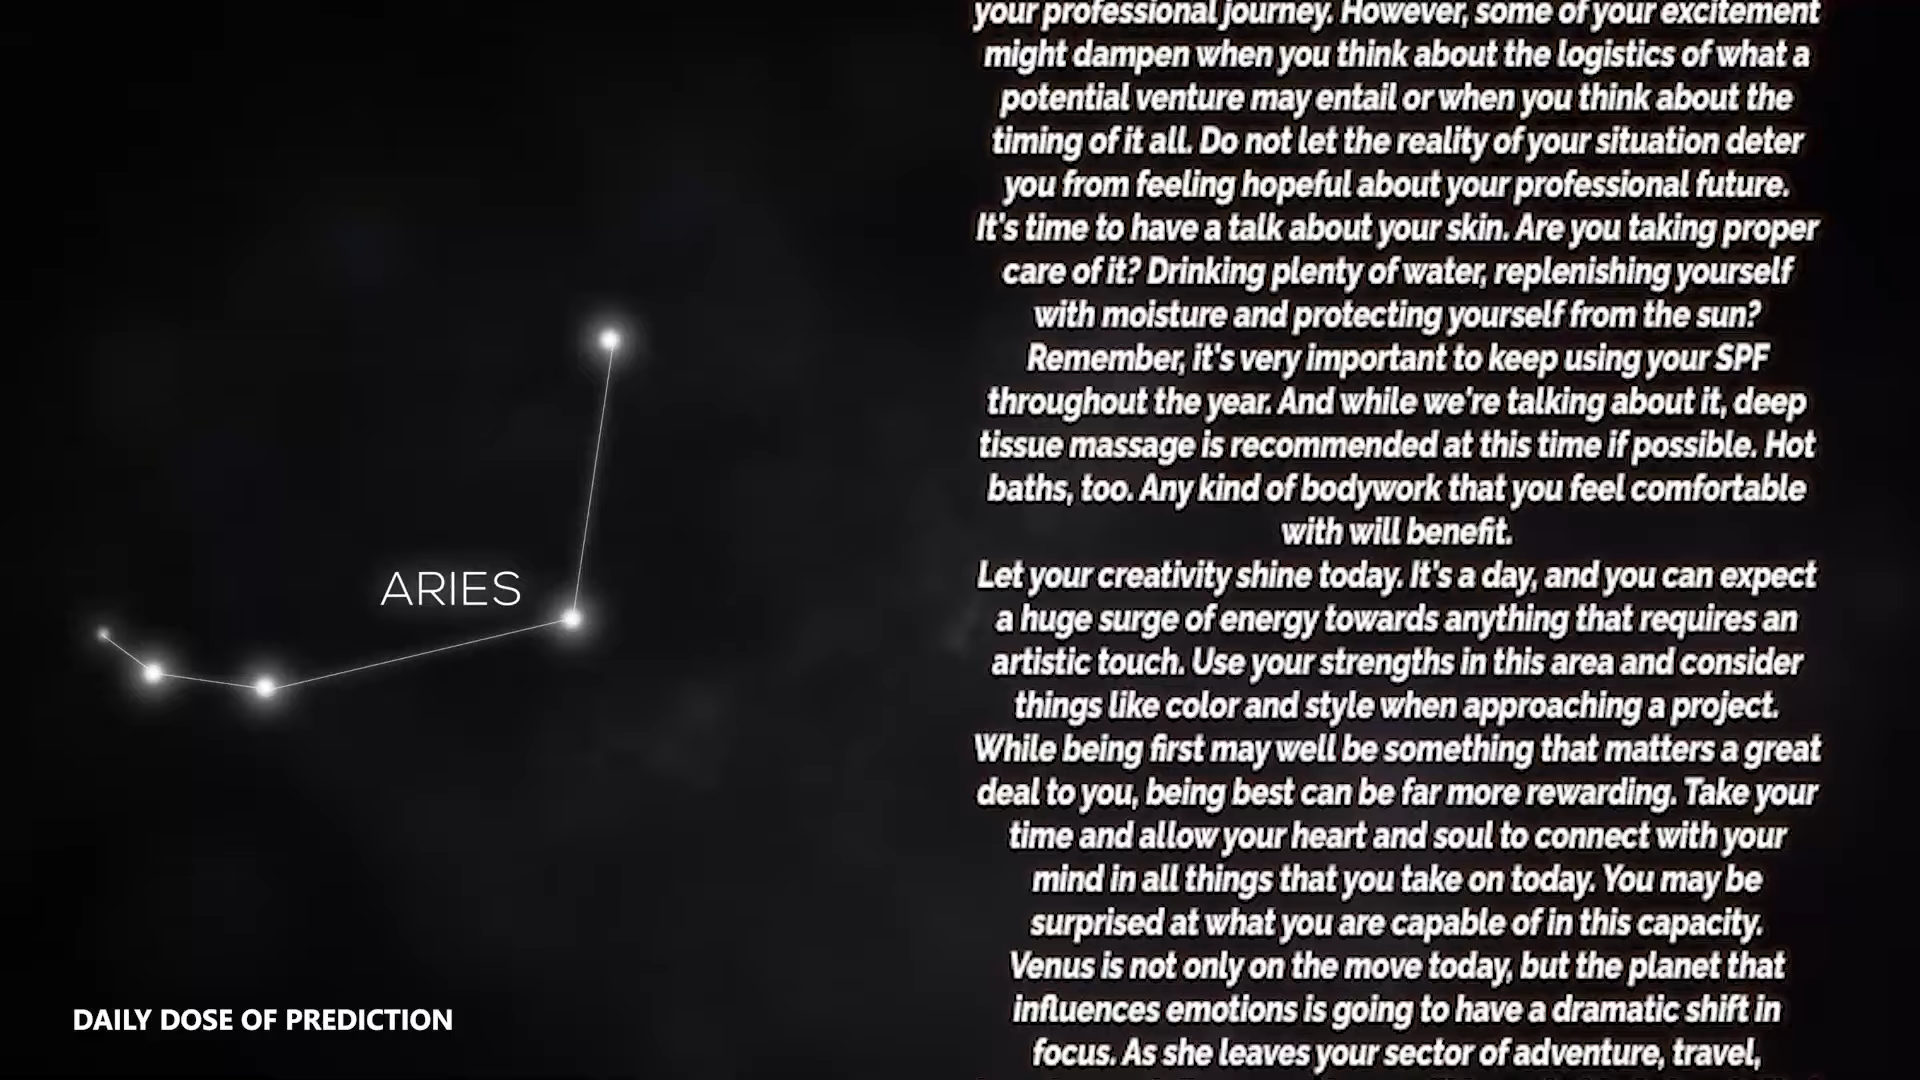 your professional journey. However, some of your excitement
might dampen when you think about the logistics of what a
potential venture may entail or when you think about the
timing of it all. Do not let the reality of your situation deter
you from feeling hopeful about your professional future.
It's time to have a talk about your skin. Are you taking proper
care of it? Drinking plenty of water, replenishing yourself
with moisture and protecting yourself from the sun?
Remember, it's very important to keep using your SPF
throughout the year. And while we're talking about it, deep
tissue massage is recommended at this time if possible. Hot
baths, too. Any kind of bodywork that you feel comfortable
with will benefit.
Let your creativity shine today. It's a day, and you can expect
a huge surge of energy towards anything that requires an
artistic touch. Use your strengths in this area and consider
things like color and style when approaching a project.
While being first may well be something that matters a great
deal to you, being best can be far more rewarding. Take your
time and allow your heart and soul to connect with your
mind in all things that you take on today. You may be
surprised at what you are capable of in this capacity.
Venus is not only on the move today, but the planet that
influences emotions is going to have a dramatic shift in
focus. As she leaves your sector of adventure, travel,
ARIES
DAILY DOSE OF PREDICTION